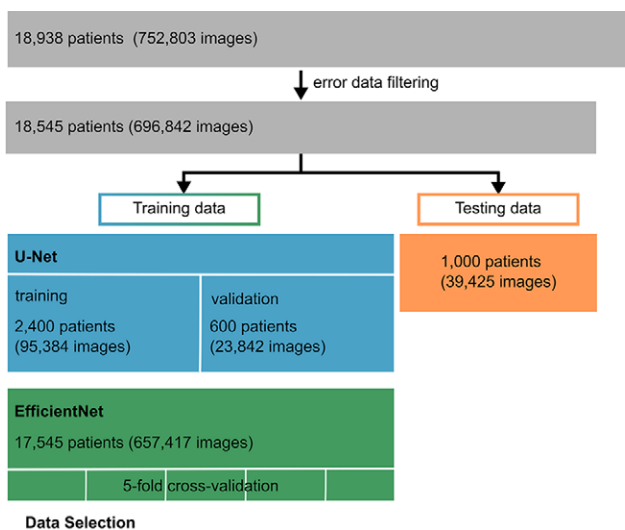 18,938 patients (752,803 images)
error data filtering
18,545 patients (696,842 images)
Training data
Testing data
U-Net
training
2,400 patients
(95,384 images)
validation
600 patients
(23,842 images)
1,000 patients
(39,425 images)
EfficientNet
17,545 patients (657,417 images)
5-fold cross-validation
Data Selection